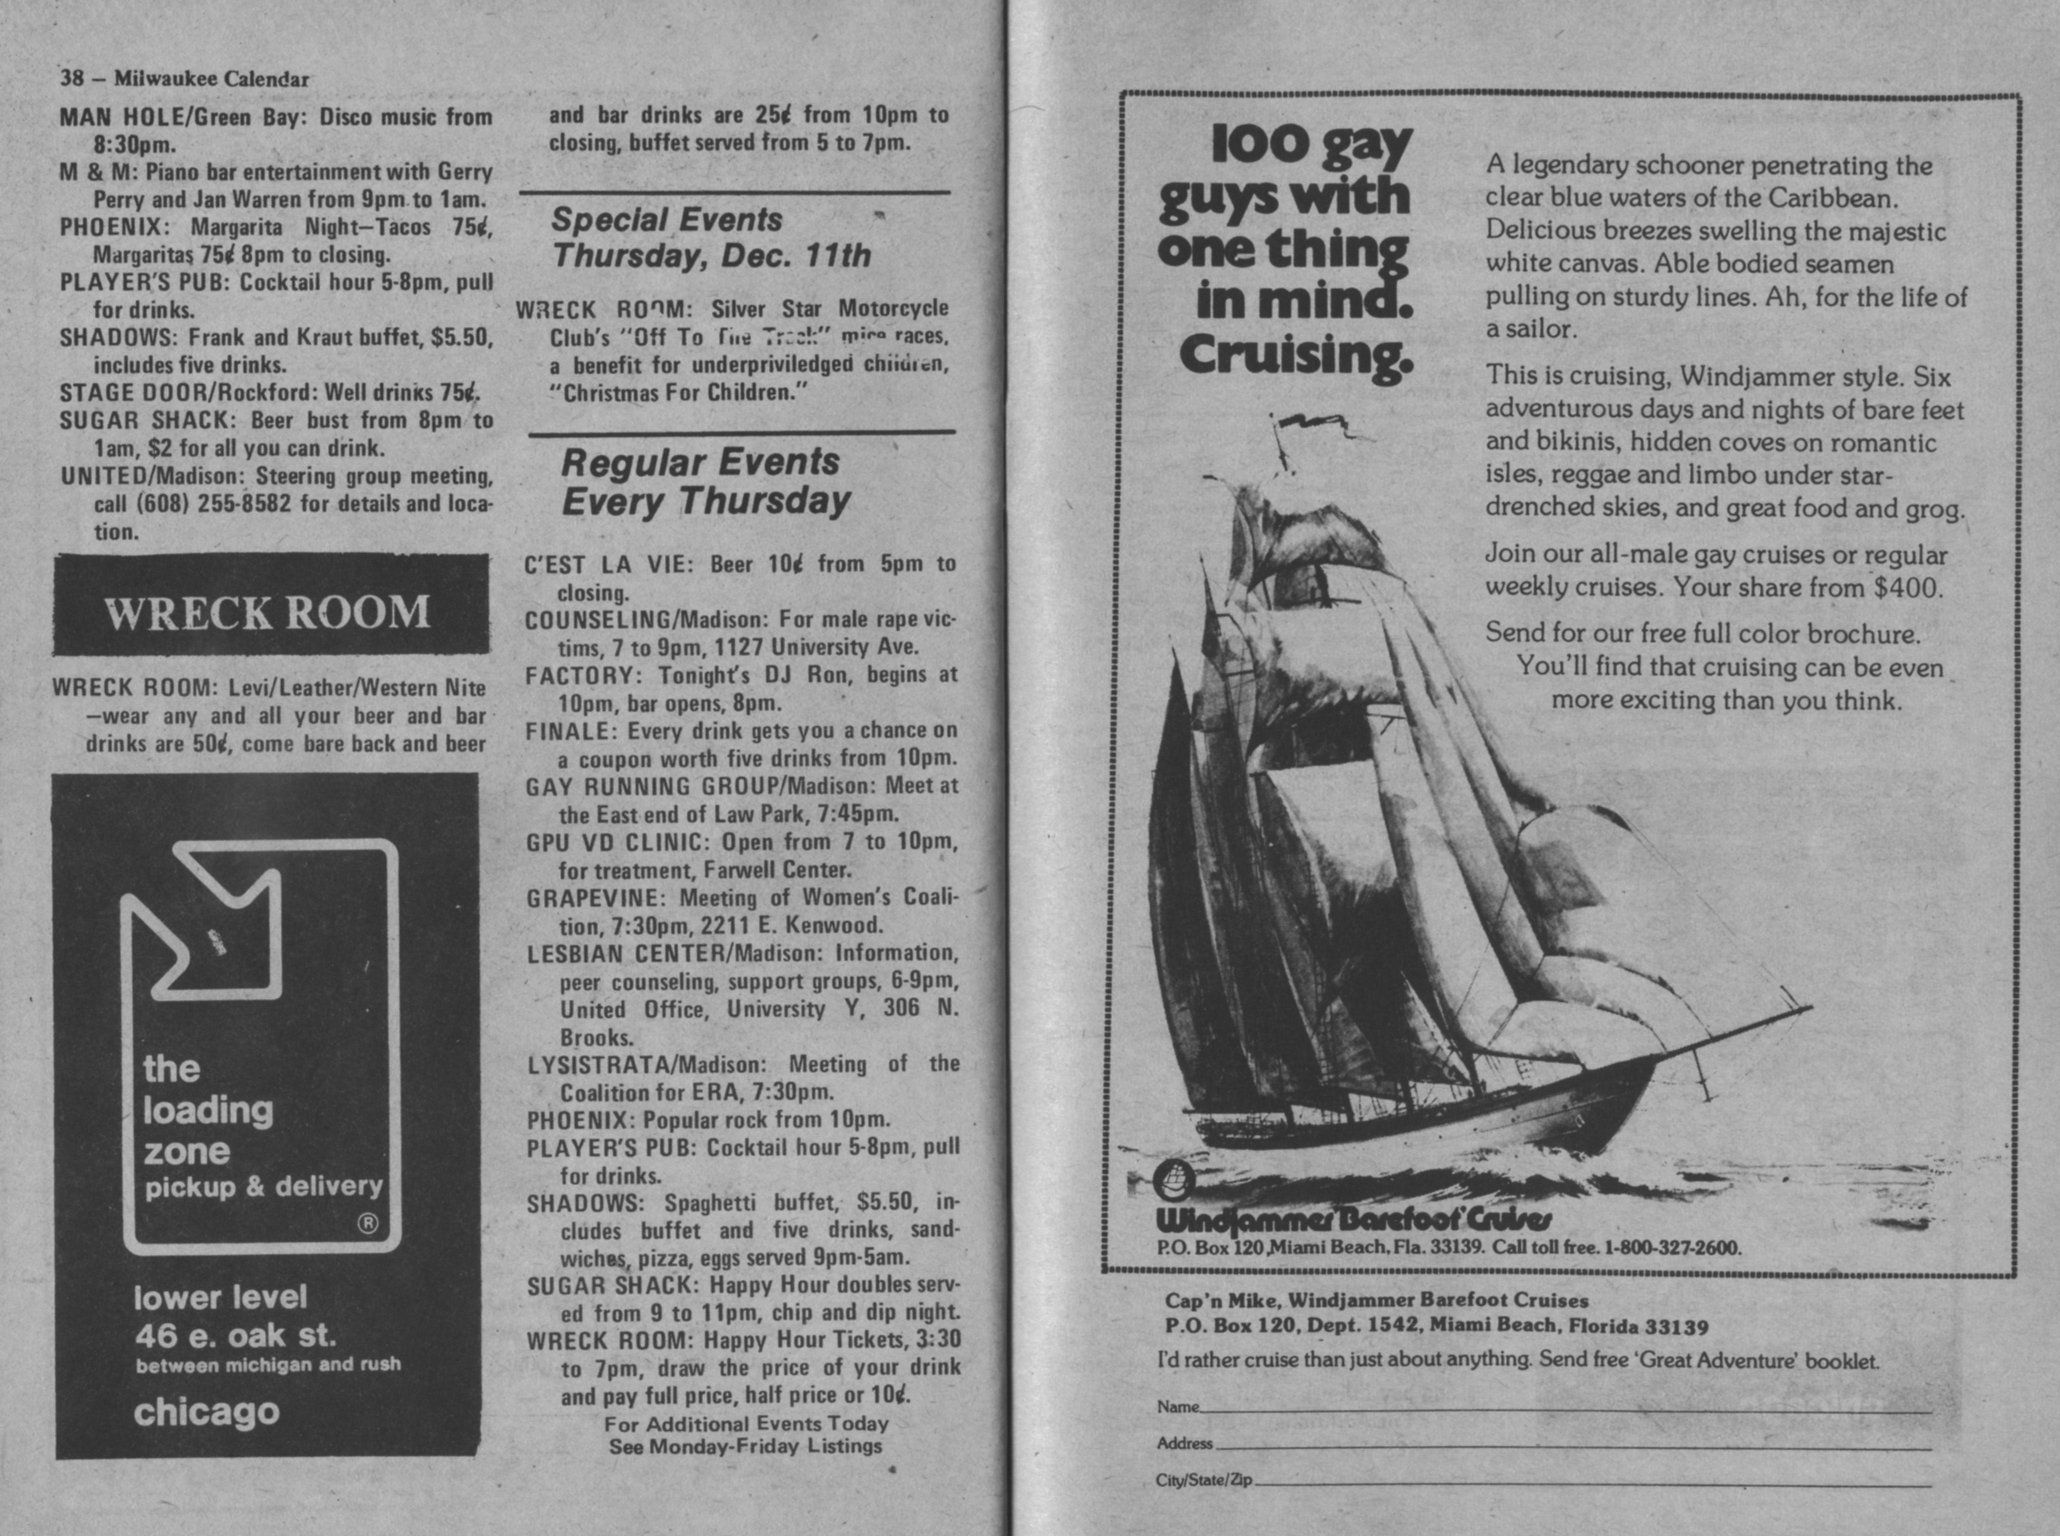 38 – Milwaukee Calendar
MAN HOLE/Green Bay: Disco music from
8:30pm.
M & M: Piano bar entertainment with Gerry
Perry and Jan Warren from 9pm to 1am.
PHOENIX: Margarita Night—Tacos 75¢,
Margaritas 75¢ 8pm to closing.
PLAYER'S PUB: Cocktail hour 5-8pm, pull
for drinks.
SHADOWS: Frank and Kraut buffet, $5.50,
includes five drinks.
STAGE DOOR/Rockford: Well drinks 75¢.
SUGAR SHACK: Beer bust from 8pm to
1am, $2 for all you can drink.
UNITED/Madison: Steering group meeting,
call (608) 255-8582 for details and loca-
tion.
WRECK ROOM
WRECK ROOM: Levi/Leather/Western Nite
—wear any and all your beer and bar
drinks are 50¢, come bare back and beer
the
loading
zone
pickup & delivery
®
lower level
46 e. oak st.
between michigan and rush
chicago
and bar drinks are 25¢ from 10pm to
closing, buffet served from 5 to 7pm.
Special Events
Thursday, Dec. 11th
WRECK ROOM: Silver Star Motorcycle
Club's "Off To The Track" mice races,
a benefit for underpriviledged children,
"Christmas For Children."
Regular Events
Every Thursday
C'EST LA VIE: Beer 10¢ from 5pm to
closing.
COUNSELING/Madison: For male rape vic-
tims, 7 to 9pm, 1127 University Ave.
FACTORY: Tonight's DJ Ron, begins at
10pm, bar opens, 8pm.
FINALE: Every drink gets you a chance on
a coupon worth five drinks from 10pm.
GAY RUNNING GROUP/Madison: Meet at
the East end of Law Park, 7:45pm.
GPU VD CLINIC: Open from 7 to 10pm,
for treatment, Farwell Center.
GRAPEVINE: Meeting of Women's Coali-
tion, 7:30pm, 2211 E. Kenwood.
LESBIAN CENTER/Madison: Information,
peer counseling, support groups, 6-9pm,
United Office, University Y, 306 N.
Brooks.
LYSISTRATA/Madison: Meeting of the
Coalition for ERA, 7:30pm.
PHOENIX: Popular rock from 10pm.
PLAYER'S PUB: Cocktail hour 5-8pm, pull
for drinks.
SHADOWS: Spaghetti buffet, $5.50, in-
cludes buffet and five drinks, sand-
wiches, pizza, eggs served 9pm-5am.
SUGAR SHACK: Happy Hour doubles serv-
ed from 9 to 11pm, chip and dip night.
WRECK ROOM: Happy Hour Tickets, 3:30
to 7pm, draw the price of your drink
and pay full price, half price or 10¢.
For Additional Events Today
See Monday-Friday Listings
100 gay
guys with
one thing
in mind.
Cruising.
A legendary schooner penetrating the
clear blue waters of the Caribbean.
Delicious breezes swelling the majestic
white canvas. Able bodied seamen
pulling on sturdy lines. Ah, for the life of
a sailor.
This is cruising, Windjammer style. Six
adventurous days and nights of bare feet
and bikinis, hidden coves on romantic
isles, reggae and limbo under star-
drenched skies, and great food and grog.
Join our all-male gay cruises or regular
weekly cruises. Your share from $400.
Send for our free full color brochure.
You'll find that cruising can be even
more exciting than you think.
Windjammer 'Barefoot' Cruises
P.O. Box 120, Miami Beach, Fla. 33139. Call toll free. 1-800-327-2600.
Cap'n Mike, Windjammer Barefoot Cruises
P.O. Box 120, Dept. 1542, Miami Beach, Florida 33139
I'd rather cruise than just about anything. Send free 'Great Adventure' booklet.
Name
Address
City/State/Zip